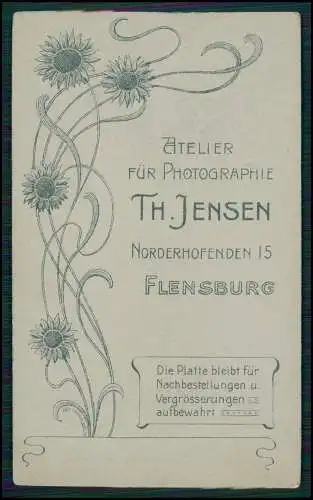 ATELIER
FÜR PHOTOGRAPHIE
TH. JENSEN
NORDERHOFENDEN 15
FLENSBURG
Die Platte bleibt für
Nachbestellungen u.
Vergrösserungen
aufbewahrt